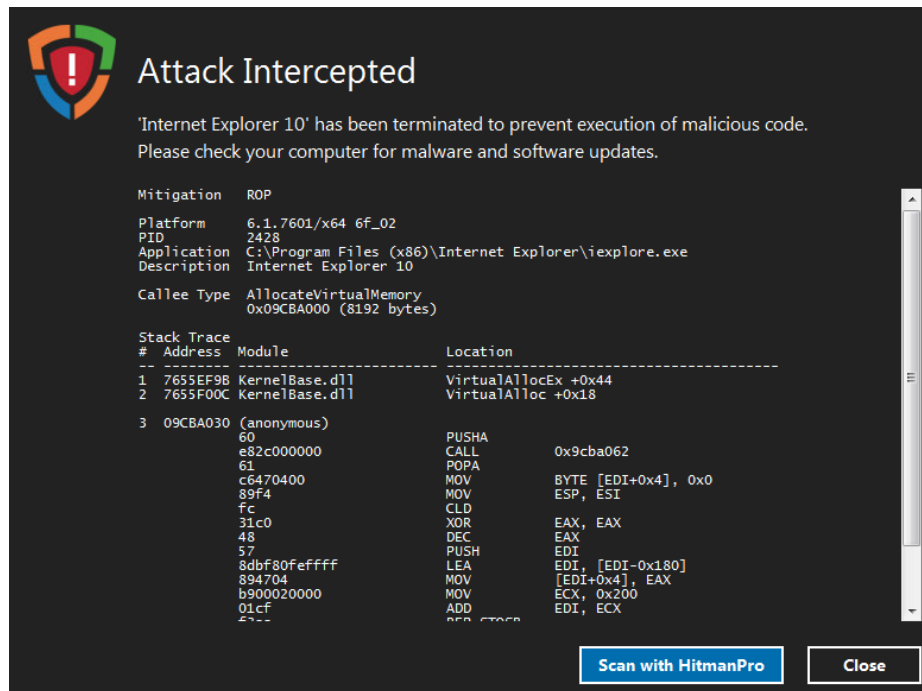 Attack Intercepted
'Internet Explorer 10' has been terminated to prevent execution of malicious code.
Please check your computer for malware and software updates.
Mitigation ROP
Platform 6.1.7601/x64 6f_02
PID 2428
Application C:\Program Files (x86)\Internet Explorer\iexplore.exe
Description Internet Explorer 10
Callee Type AllocateVirtualMemory
0x09CBA000 (8192 bytes)
Stack Trace
# Address Module Location
-- -------- ------------------------ ----------------------------------------
1 7655EF9B KernelBase.dll VirtualAllocEx +0x44
2 7655F00C KernelBase.dll VirtualAlloc +0x18
3 09CBA030 (anonymous)
60 PUSHA
e82c000000 CALL 0x9cba062
61 POPA
c6470400 MOV BYTE [EDI+0x4], 0x0
89f4 MOV ESP, ESI
fc CLD
31c0 XOR EAX, EAX
48 DEC EAX
57 PUSH EDI
8dbf80feffff LEA EDI, [EDI-0x180]
894704 MOV [EDI+0x4], EAX
b900020000 MOV ECX, 0x200
01cf ADD EDI, ECX
Scan with HitmanPro
Close